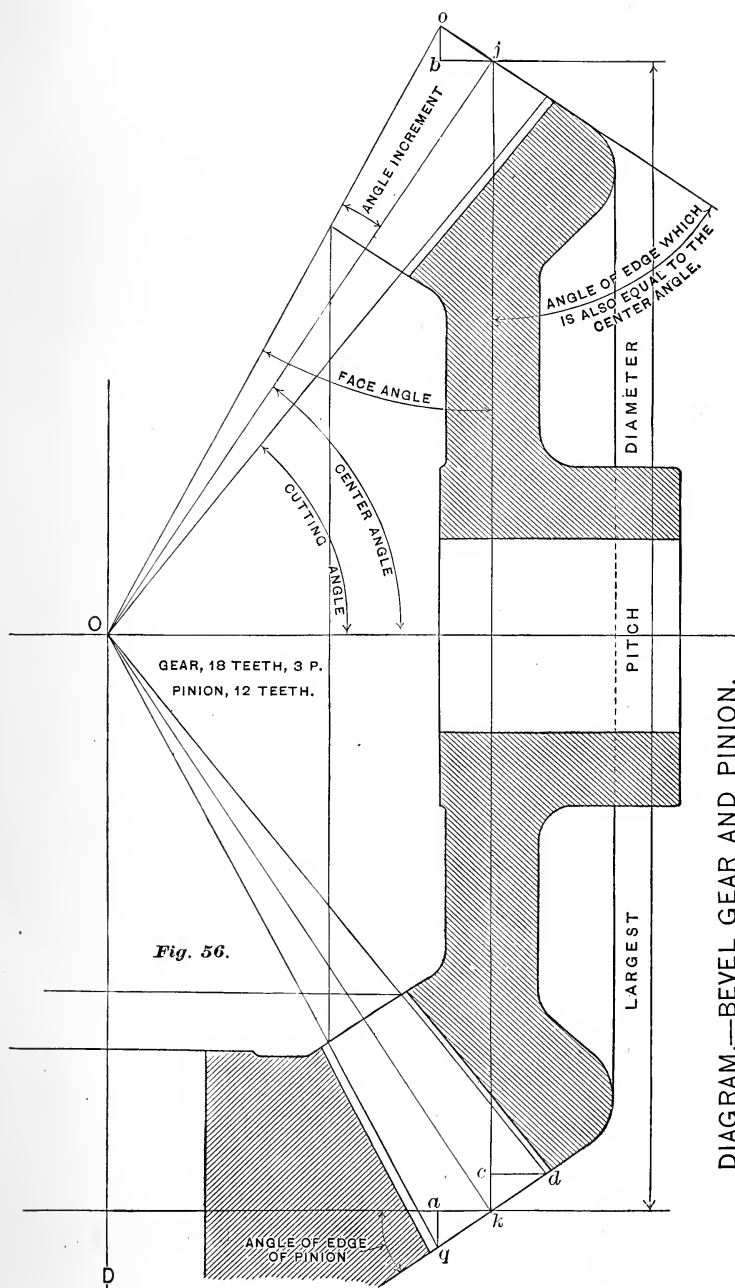 o
j
b
ANGLE INCREMENT
ANGLE OF EDGE WHICH
IS ALSO EQUAL TO THE
CENTER ANGLE.
FACE ANGLE
DIAMETER
CENTER ANGLE
CUTTING
ANGLE
O
PITCH
GEAR, 18 TEETH, 3 P.
PINION, 12 TEETH.
Fig. 56.
LARGEST
c
d
a
k
q
ANGLE OF EDGE
OF PINION
D
DIAGRAM.—BEVEL GEAR AND PINION.